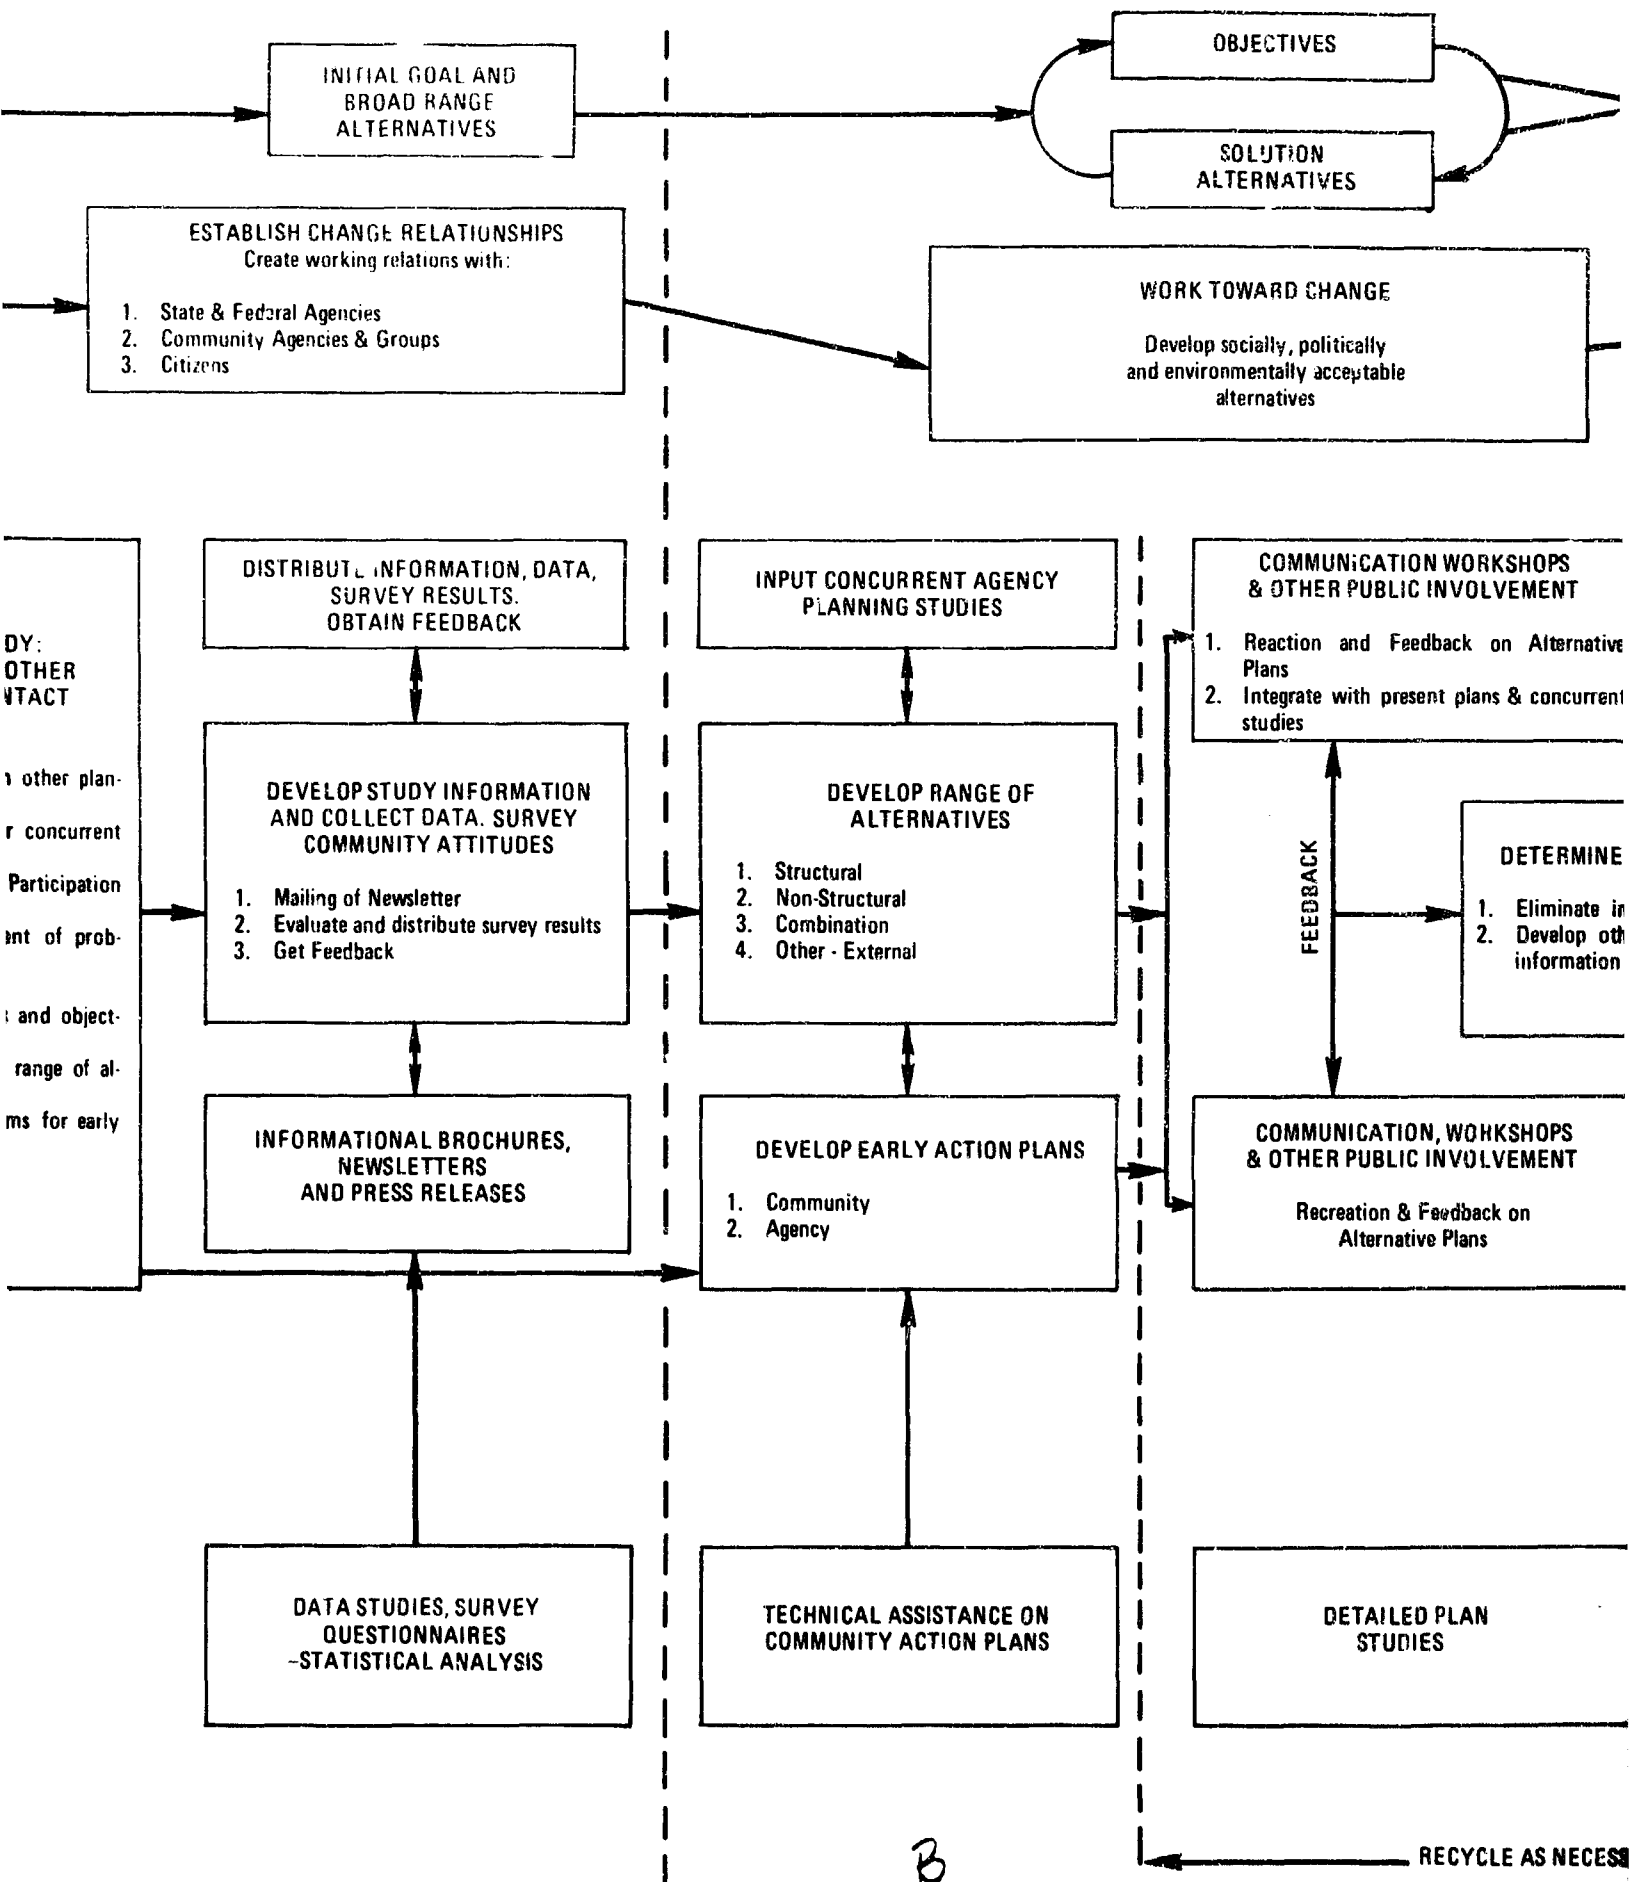 INITIAL GOAL AND
BROAD RANGE
ALTERNATIVES
OBJECTIVES
SOLUTION
ALTERNATIVES
ESTABLISH CHANGE RELATIONSHIPS
Create working relations with:
1. State & Federal Agencies
2. Community Agencies & Groups
3. Citizens
WORK TOWARD CHANGE
Develop socially, politically
and environmentally acceptable
alternatives
DY:
OTHER
NTACT
other plan-
r concurrent
Participation
ent of prob-
and object-
range of al-
ms for early
DISTRIBUTE INFORMATION, DATA,
SURVEY RESULTS.
OBTAIN FEEDBACK
DEVELOP STUDY INFORMATION
AND COLLECT DATA. SURVEY
COMMUNITY ATTITUDES
1. Mailing of Newsletter
2. Evaluate and distribute survey results
3. Get Feedback
INFORMATIONAL BROCHURES,
NEWSLETTERS
AND PRESS RELEASES
DATA STUDIES, SURVEY
QUESTIONNAIRES
-STATISTICAL ANALYSIS
INPUT CONCURRENT AGENCY
PLANNING STUDIES
DEVELOP RANGE OF
ALTERNATIVES
1. Structural
2. Non-Structural
3. Combination
4. Other - External
DEVELOP EARLY ACTION PLANS
1. Community
2. Agency
TECHNICAL ASSISTANCE ON
COMMUNITY ACTION PLANS
COMMUNICATION WORKSHOPS
& OTHER PUBLIC INVOLVEMENT
1. Reaction and Feedback on Alternative
Plans
2. Integrate with present plans & concurrent
studies
FEEDBACK
DETERMINE
1. Eliminate in
2. Develop oth
information
COMMUNICATION, WORKSHOPS
& OTHER PUBLIC INVOLVEMENT
Recreation & Feedback on
Alternative Plans
DETAILED PLAN
STUDIES
RECYCLE AS NECESS
B